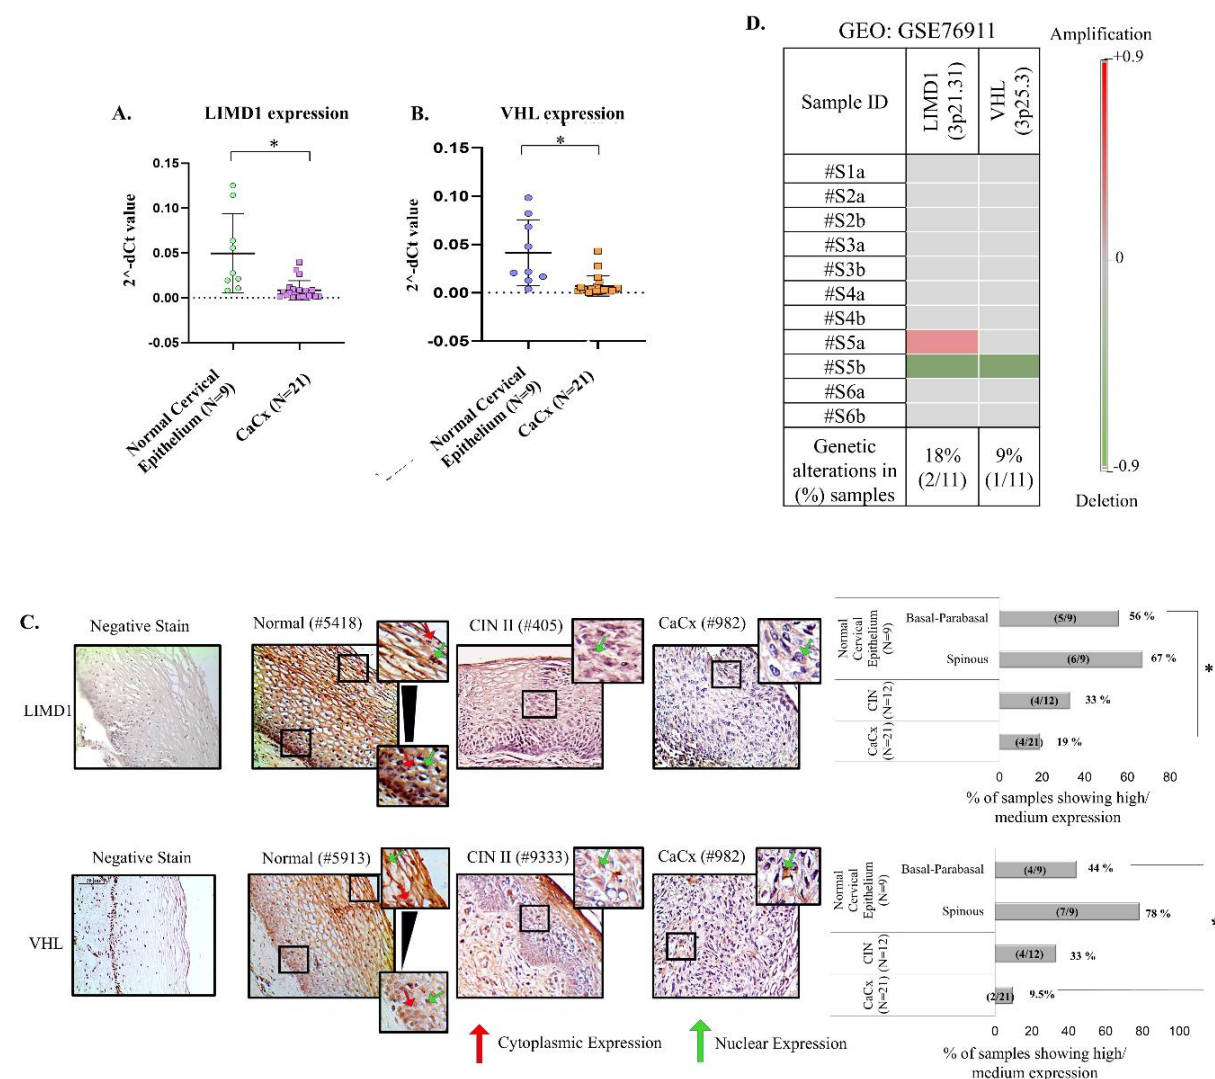 A.
LIMD1 expression
*
2^-dCt value
0.15
0.10
0.05
0.00
-0.05
Normal Cervical
Epithelium (N=9)
CaCx (N=21)
B.
VHL expression
*
2^-dCt value
0.15
0.10
0.05
0.00
-0.05
Normal Cervical
Epithelium (N=9)
CaCx (N=21)
D.
GEO: GSE76911
Sample ID
LIMD1
(3p21.31)
VHL
(3p25.3)
#S1a
#S2a
#S2b
#S3a
#S3b
#S4a
#S4b
#S5a
#S5b
#S6a
#S6b
Genetic
alterations in
(%) samples
18%
(2/11)
9%
(1/11)
Amplification
+0.9
0
-0.9
Deletion
C.
LIMD1
Negative Stain
Normal (#5418)
CIN II (#405)
CaCx (#982)
Normal
Cervical
Epithelium
(N=9)
Basal-Parabasal
(5/9)
56 %
Spinous
(6/9)
67 %
CIN
(N=12)
(4/12)
33 %
CaCx
(N=21)
(4/21)
19 %
*
0 20 40 60 80
% of samples showing high/
medium expression
VHL
Negative Stain
Normal (#5913)
CIN II (#9333)
CaCx (#982)
Normal
Cervical
Epithelium
(N=9)
Basal-Parabasal
(4/9)
44 %
Spinous
(7/9)
78 %
CIN
(N=12)
(4/12)
33 %
CaCx
(N=21)
(2/21)
9.5%
*
0 20 40 60 80 100
% of samples showing high/
medium expression
Cytoplasmic Expression
Nuclear Expression